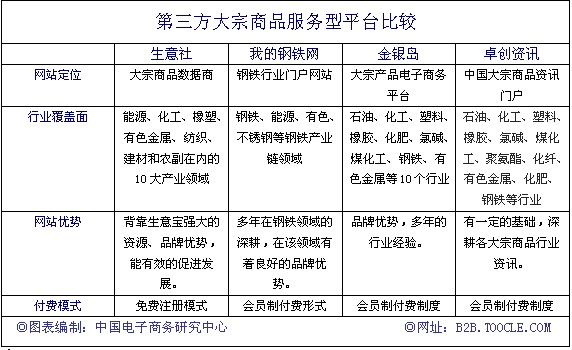 第三方大宗商品服务型平台比较
生意社 我的钢铁网 金银岛 卓创资讯
网站定位 大宗商品数据商 钢铁行业门户网站 大宗产品电子商务平台 中国大宗商品资讯门户
行业覆盖面 能源、化工、橡塑、有色金属、纺织、建材和农副在内的10大产业领域 钢铁、能源、有色、不锈钢等钢铁产业链领域 石油、化工、塑料、橡胶、化肥、氯碱、煤化工、钢铁、有色金属等10个行业 石油、化工、塑料、橡胶、氯碱、煤化工、聚氨酯、化纤、有色金属、化肥、钢铁等行业
网站优势 背靠生意宝强大的资源、品牌优势,能有效的促进发展。 多年在钢铁领域的深耕,在该领域有着良好的品牌优势。 品牌优势,多年的行业经验。 有一定的基础,深耕各大宗商品行业资讯。
付费模式 免费注册模式 会员制付费形式 会员制付费制度 会员制付费制度
◎图表编制:中国电子商务研究中心 ◎网址:B2B.TOOCLE.COM